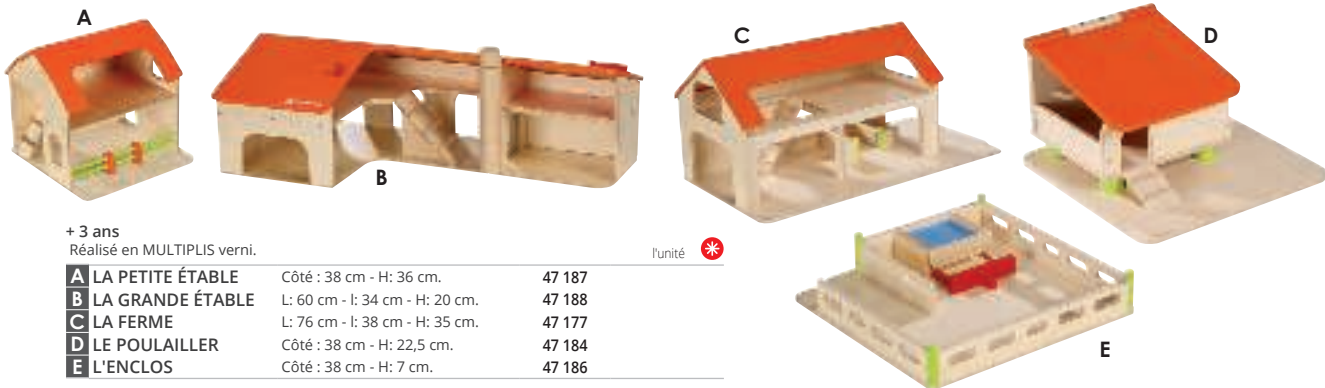 A
B
C
D
E
+ 3 ans
Réalisé en MULTIPLIS verni.
l'unité
A LA PETITE ÉTABLE Côté : 38 cm - H: 36 cm. 47 187
B LA GRANDE ÉTABLE L: 60 cm - l: 34 cm - H: 20 cm. 47 188
C LA FERME L: 76 cm - l: 38 cm - H: 35 cm. 47 177
D LE POULAILLER Côté : 38 cm - H: 22,5 cm. 47 184
E L'ENCLOS Côté : 38 cm - H: 7 cm. 47 186